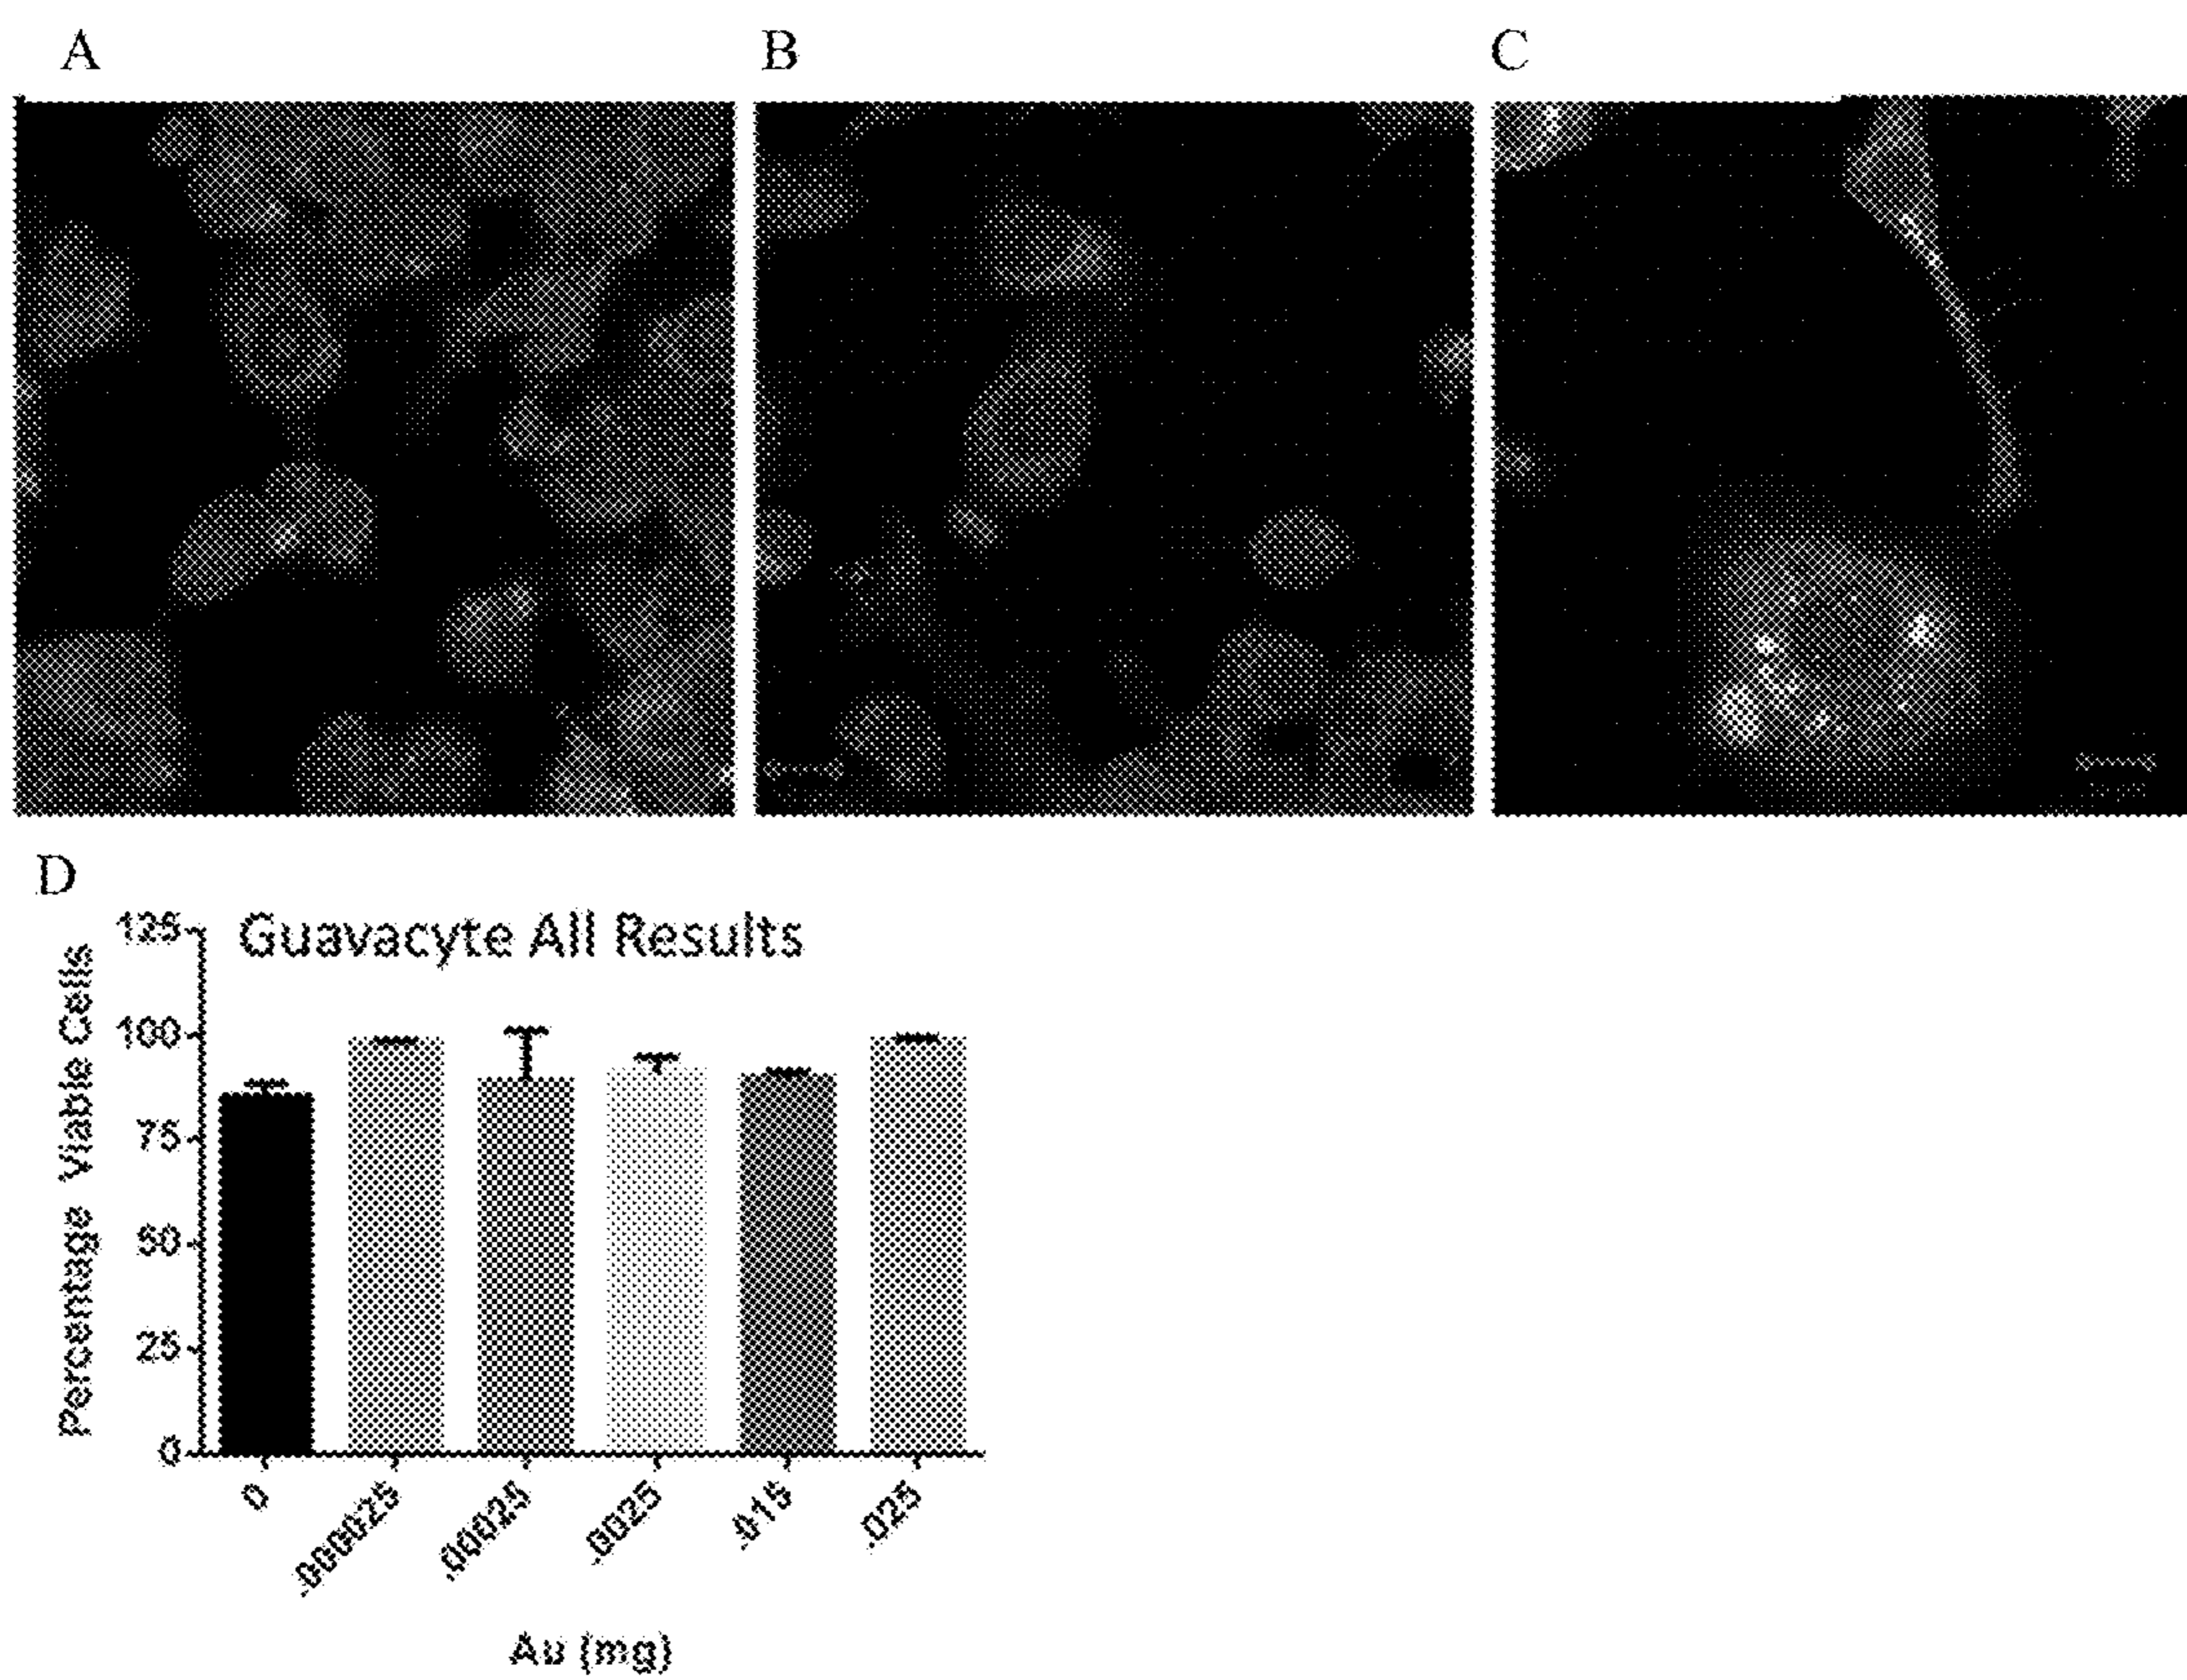 A
B
C
D
Guavacyte All Results
Percentage Viable Cells
125
100
75
50
25
0
0
.000025
.00025
.0025
.015
.025
Au (mg)